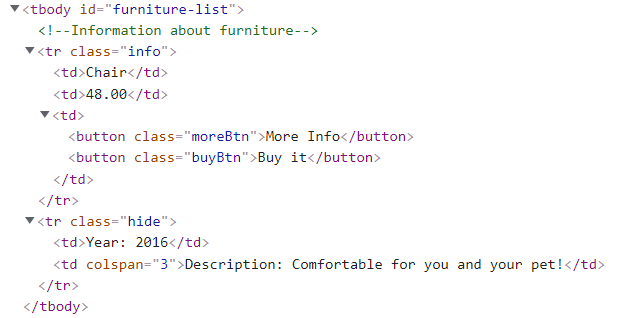 <tbody id="furniture-list">
<!--Information about furniture-->
<tr class="info">
<td>Chair</td>
<td>48.00</td>
<td>
<button class="moreBtn">More Info</button>
<button class="buyBtn">Buy it</button>
</td>
</tr>
<tr class="hide">
<td>Year: 2016</td>
<td colspan="3">Description: Comfortable for you and your pet!</td>
</tr>
</tbody>